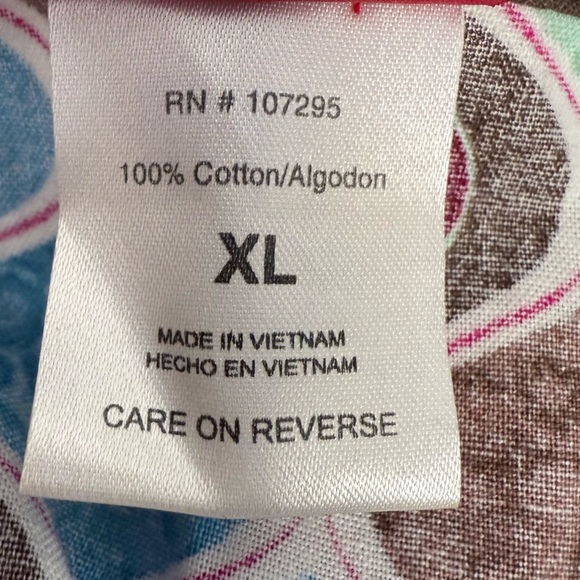 RN # 107295
100% Cotton/Algodon
XL
MADE IN VIETNAM
HECHO EN VIETNAM
CARE ON REVERSE